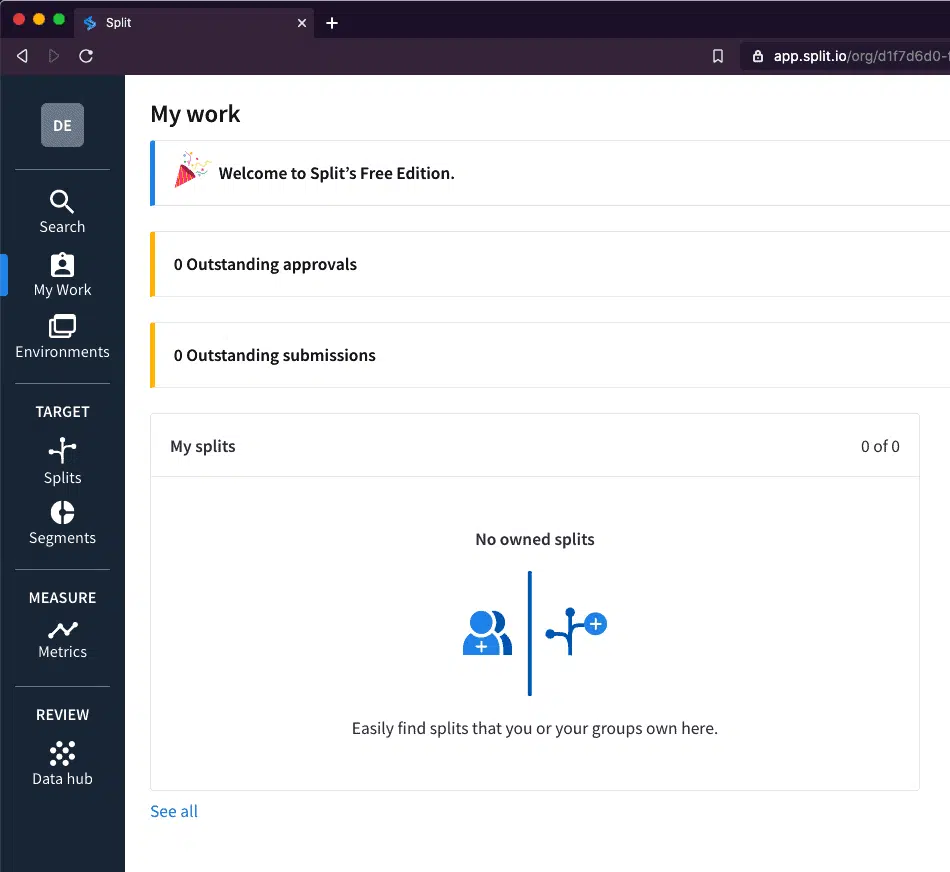 Split
app.split.io/org/d1f7d6d0-
DE
Search
My Work
Environments
TARGET
Splits
Segments
MEASURE
Metrics
REVIEW
Data hub
My work
Welcome to Split’s Free Edition.
0 Outstanding approvals
0 Outstanding submissions
My splits 0 of 0
No owned splits
Easily find splits that you or your groups own here.
See all